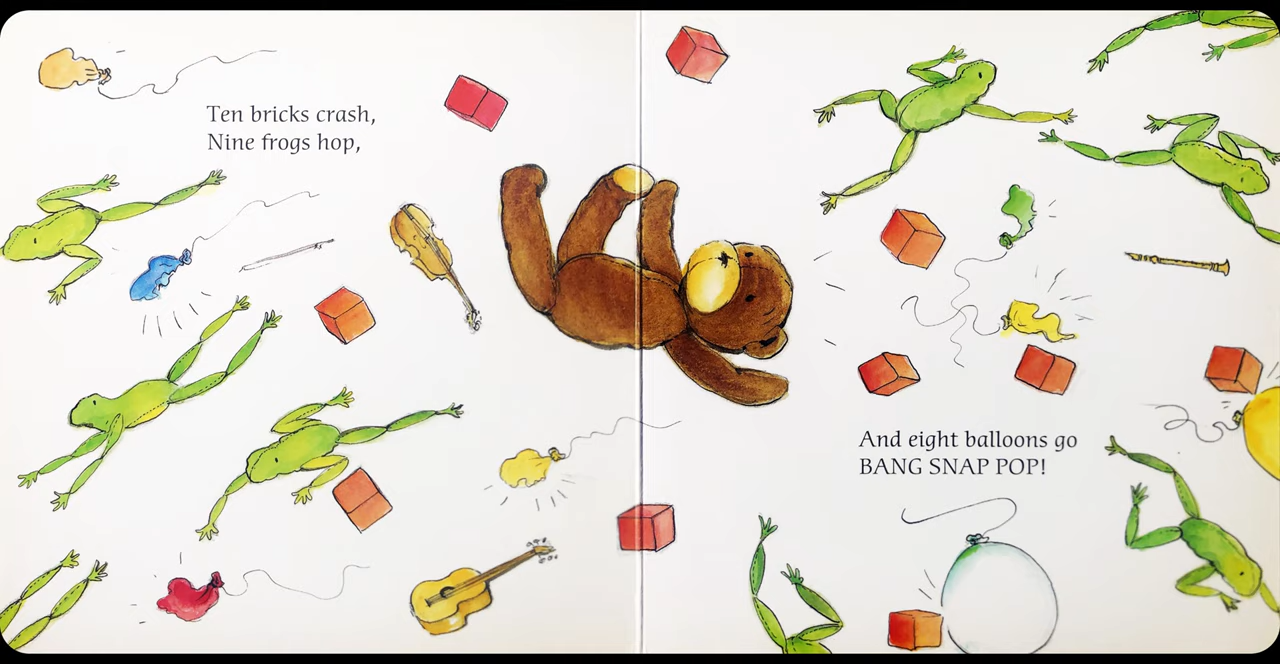 Ten bricks crash,
Nine frogs hop,
And eight balloons go
BANG SNAP POP!